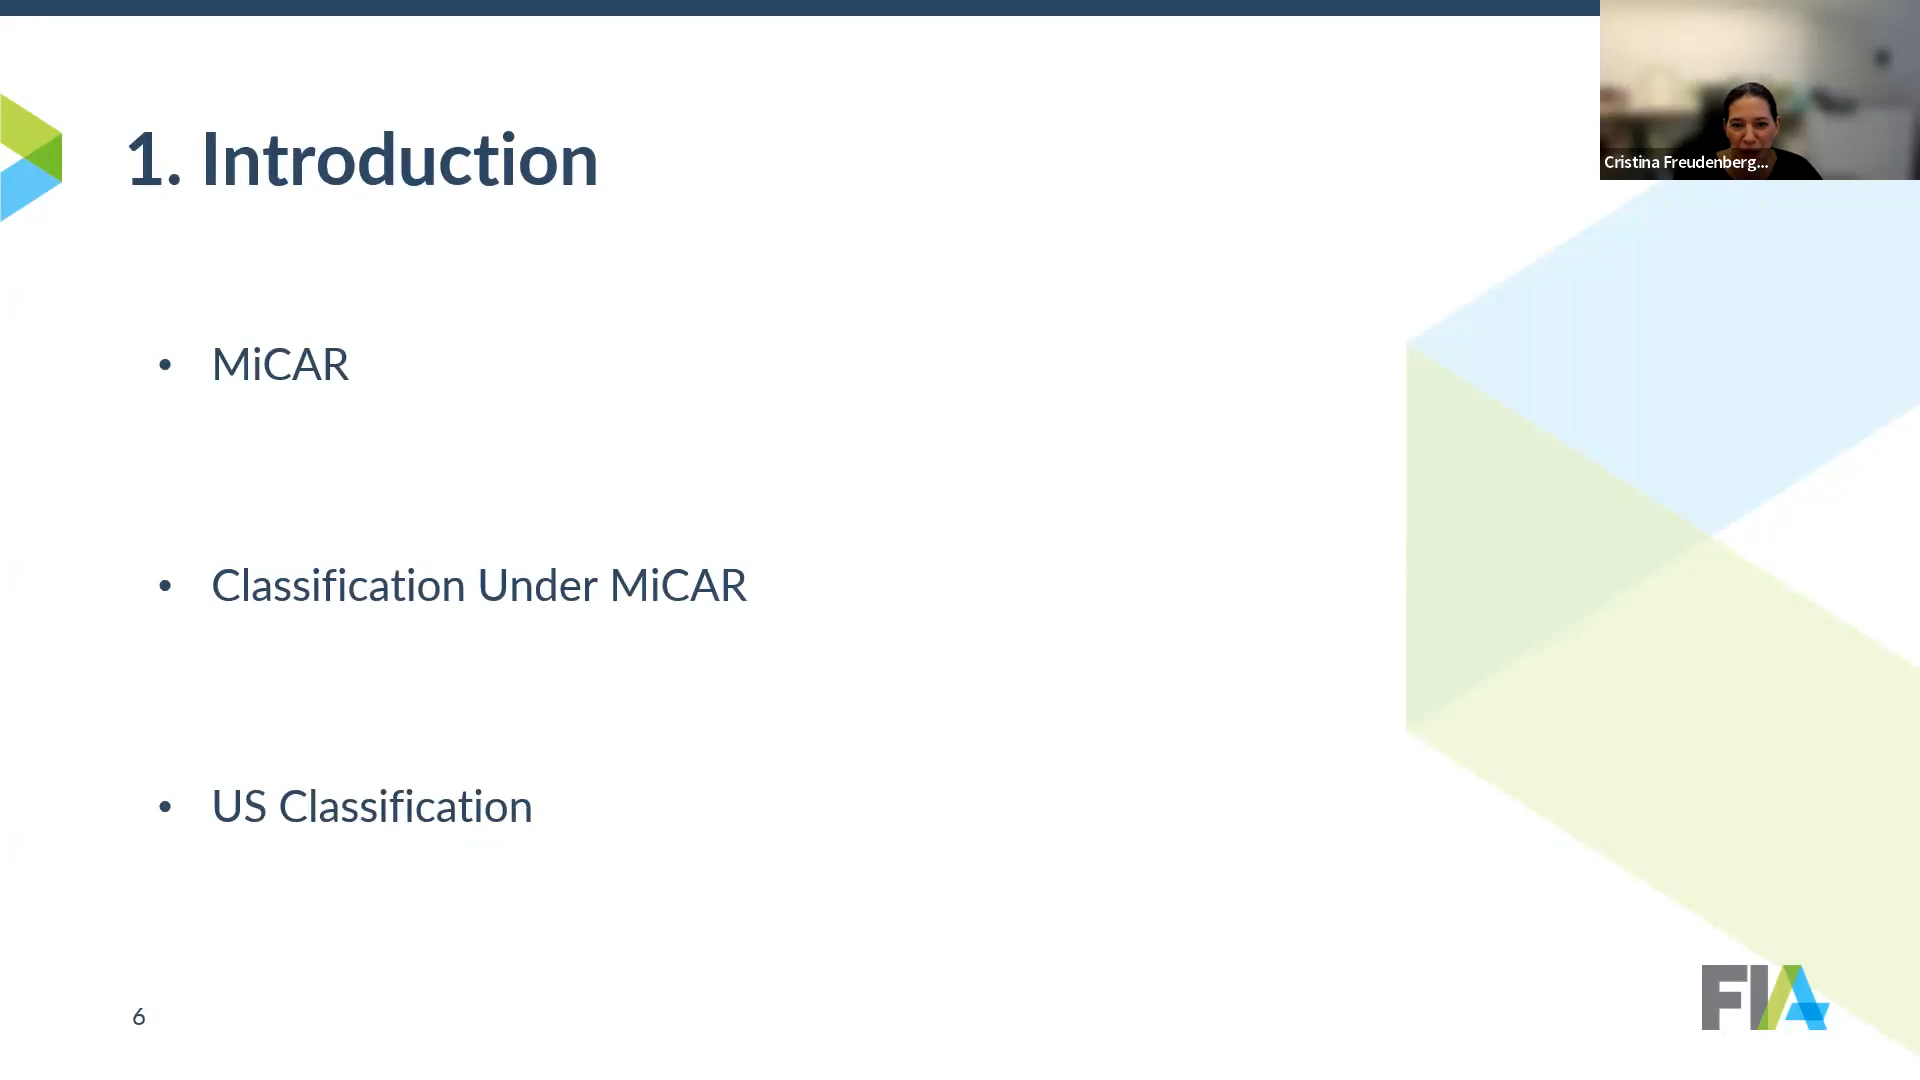 1. Introduction
Cristina Freudenberg...
• MiCAR
• Classification Under MiCAR
• US Classification
6
FIA